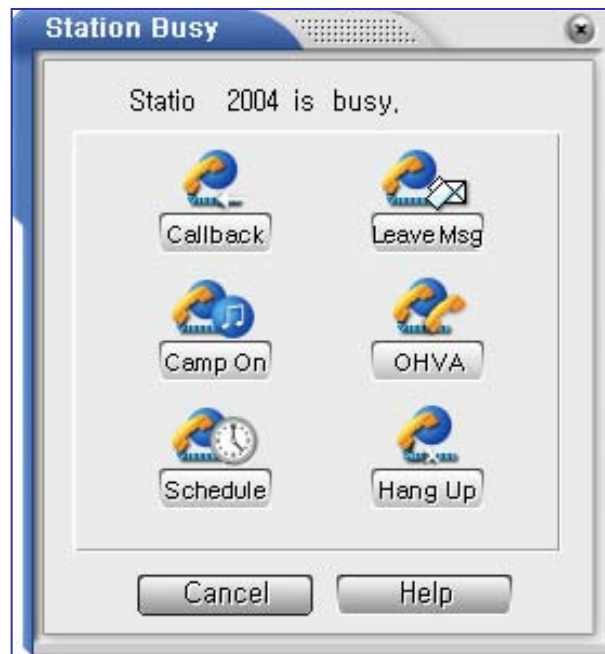 Station Busy
Statio 2004 is busy,
Callback Leave Msg
Camp On OHVA
Schedule Hang Up
Cancel Help